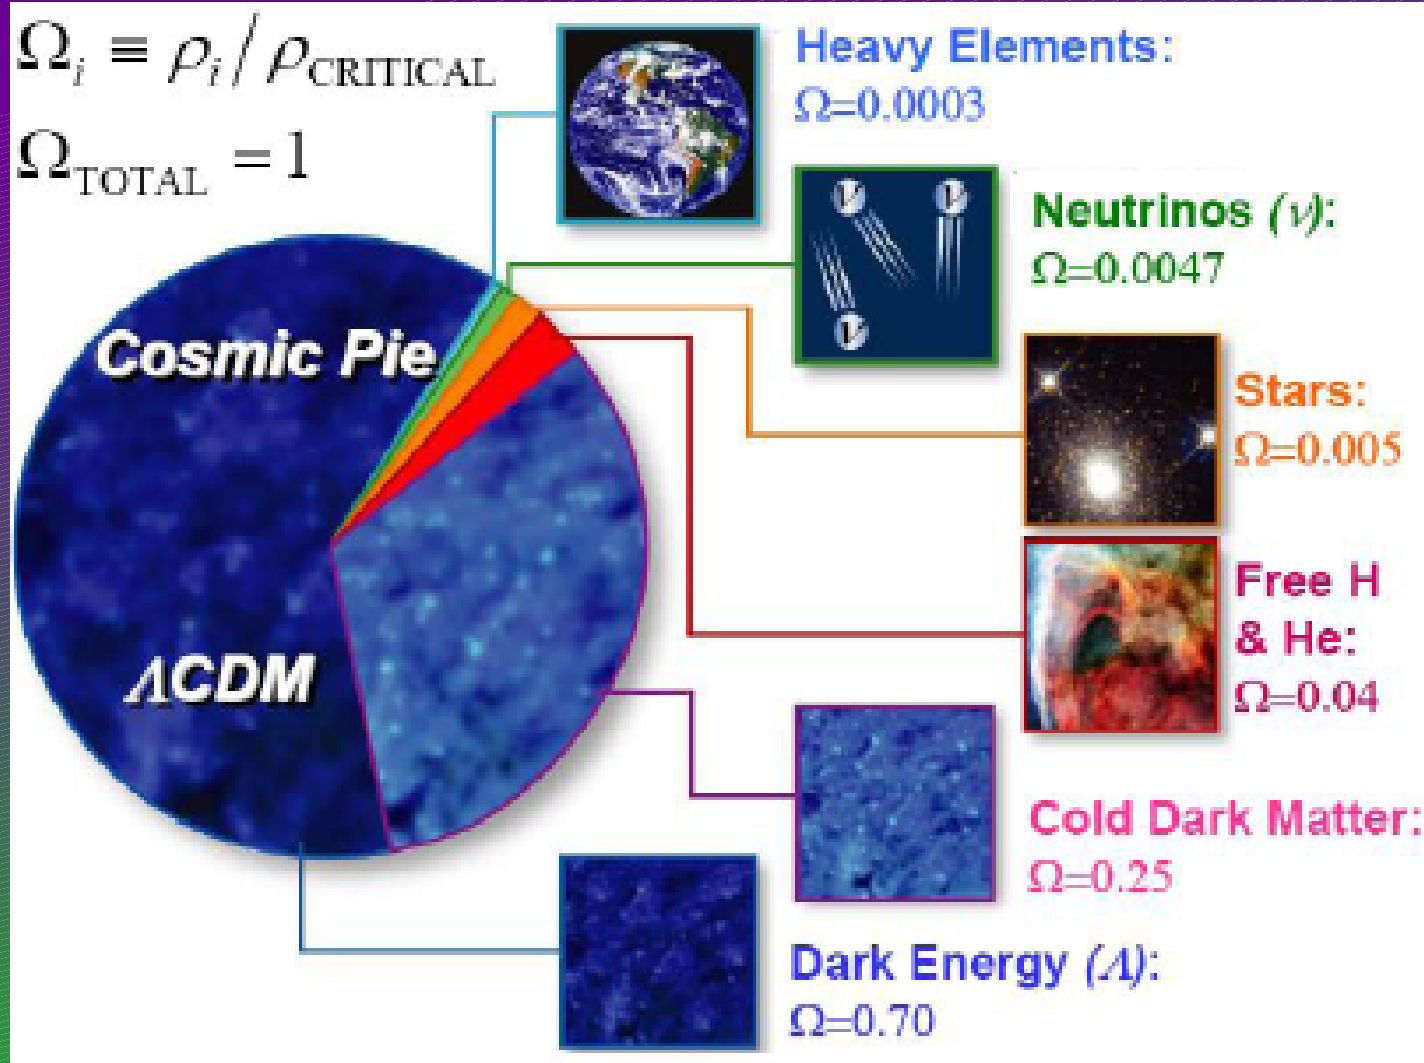 Ωᵢ ≡ ρᵢ / ρCRITICAL
ΩTOTAL = 1
Heavy Elements:
Ω=0.0003
ν ν
ν
Neutrinos (ν):
Ω=0.0047
Cosmic Pie
Stars:
Ω=0.005
Free H
& He:
Ω=0.04
ΛCDM
Cold Dark Matter:
Ω=0.25
Dark Energy (Λ):
Ω=0.70